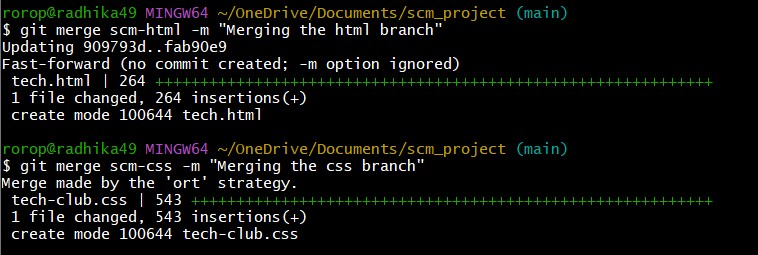 rorop@radhika49 MINGW64 ~/OneDrive/Documents/scm_project (main)
$ git merge scm-html -m "Merging the html branch"
Updating 909793d..fab90e9
Fast-forward (no commit created; -m option ignored)
 tech.html | 264 ++++++++++++++++++++++++++++++++++++++++++++++++++++++++++++++
 1 file changed, 264 insertions(+)
 create mode 100644 tech.html

rorop@radhika49 MINGW64 ~/OneDrive/Documents/scm_project (main)
$ git merge scm-css -m "Merging the css branch"
Merge made by the 'ort' strategy.
 tech-club.css | 543 ++++++++++++++++++++++++++++++++++++++++++++++++++++++++++
 1 file changed, 543 insertions(+)
 create mode 100644 tech-club.css